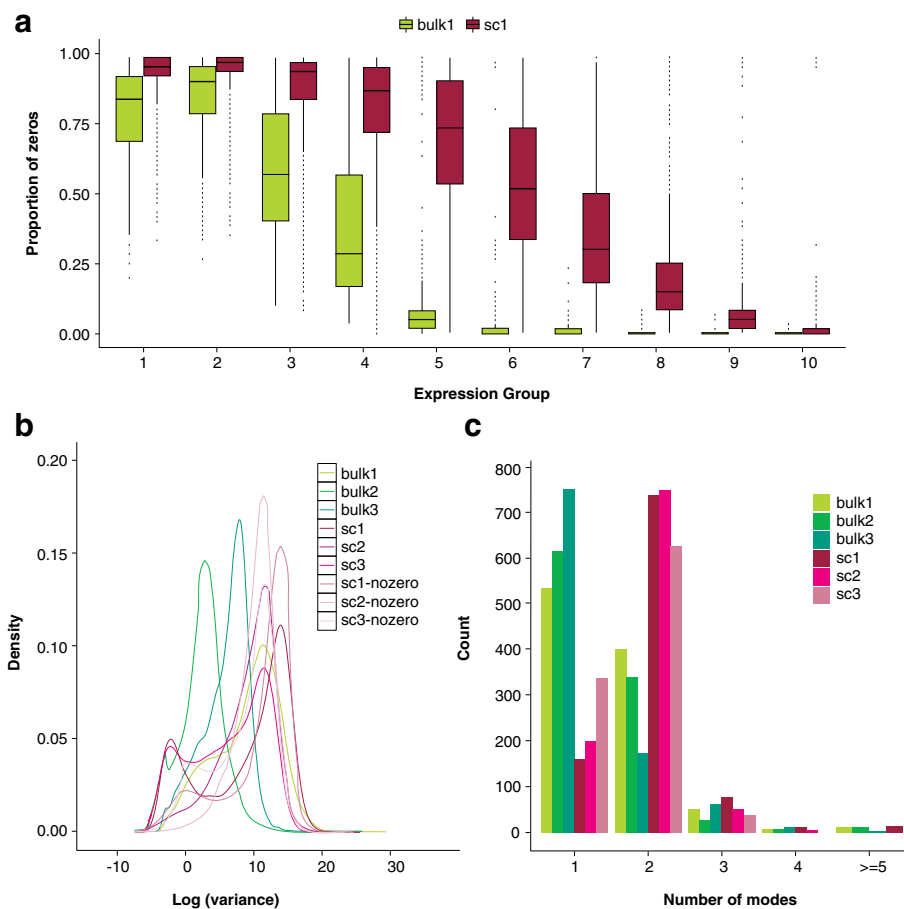 a
bulk1 sc1
1.00
0.75
0.50
0.25
0.00
Proportion of zeros
1 2 3 4 5 6 7 8 9 10
Expression Group
b
0.20
0.15
0.10
0.05
0.00
Density
bulk1
bulk2
bulk3
sc1
sc2
sc3
sc1-nozero
sc2-nozero
sc3-nozero
-10 0 10 20 30
Log (variance)
c
800
700
600
500
400
300
200
100
0
Count
bulk1
bulk2
bulk3
sc1
sc2
sc3
1 2 3 4 >=5
Number of modes